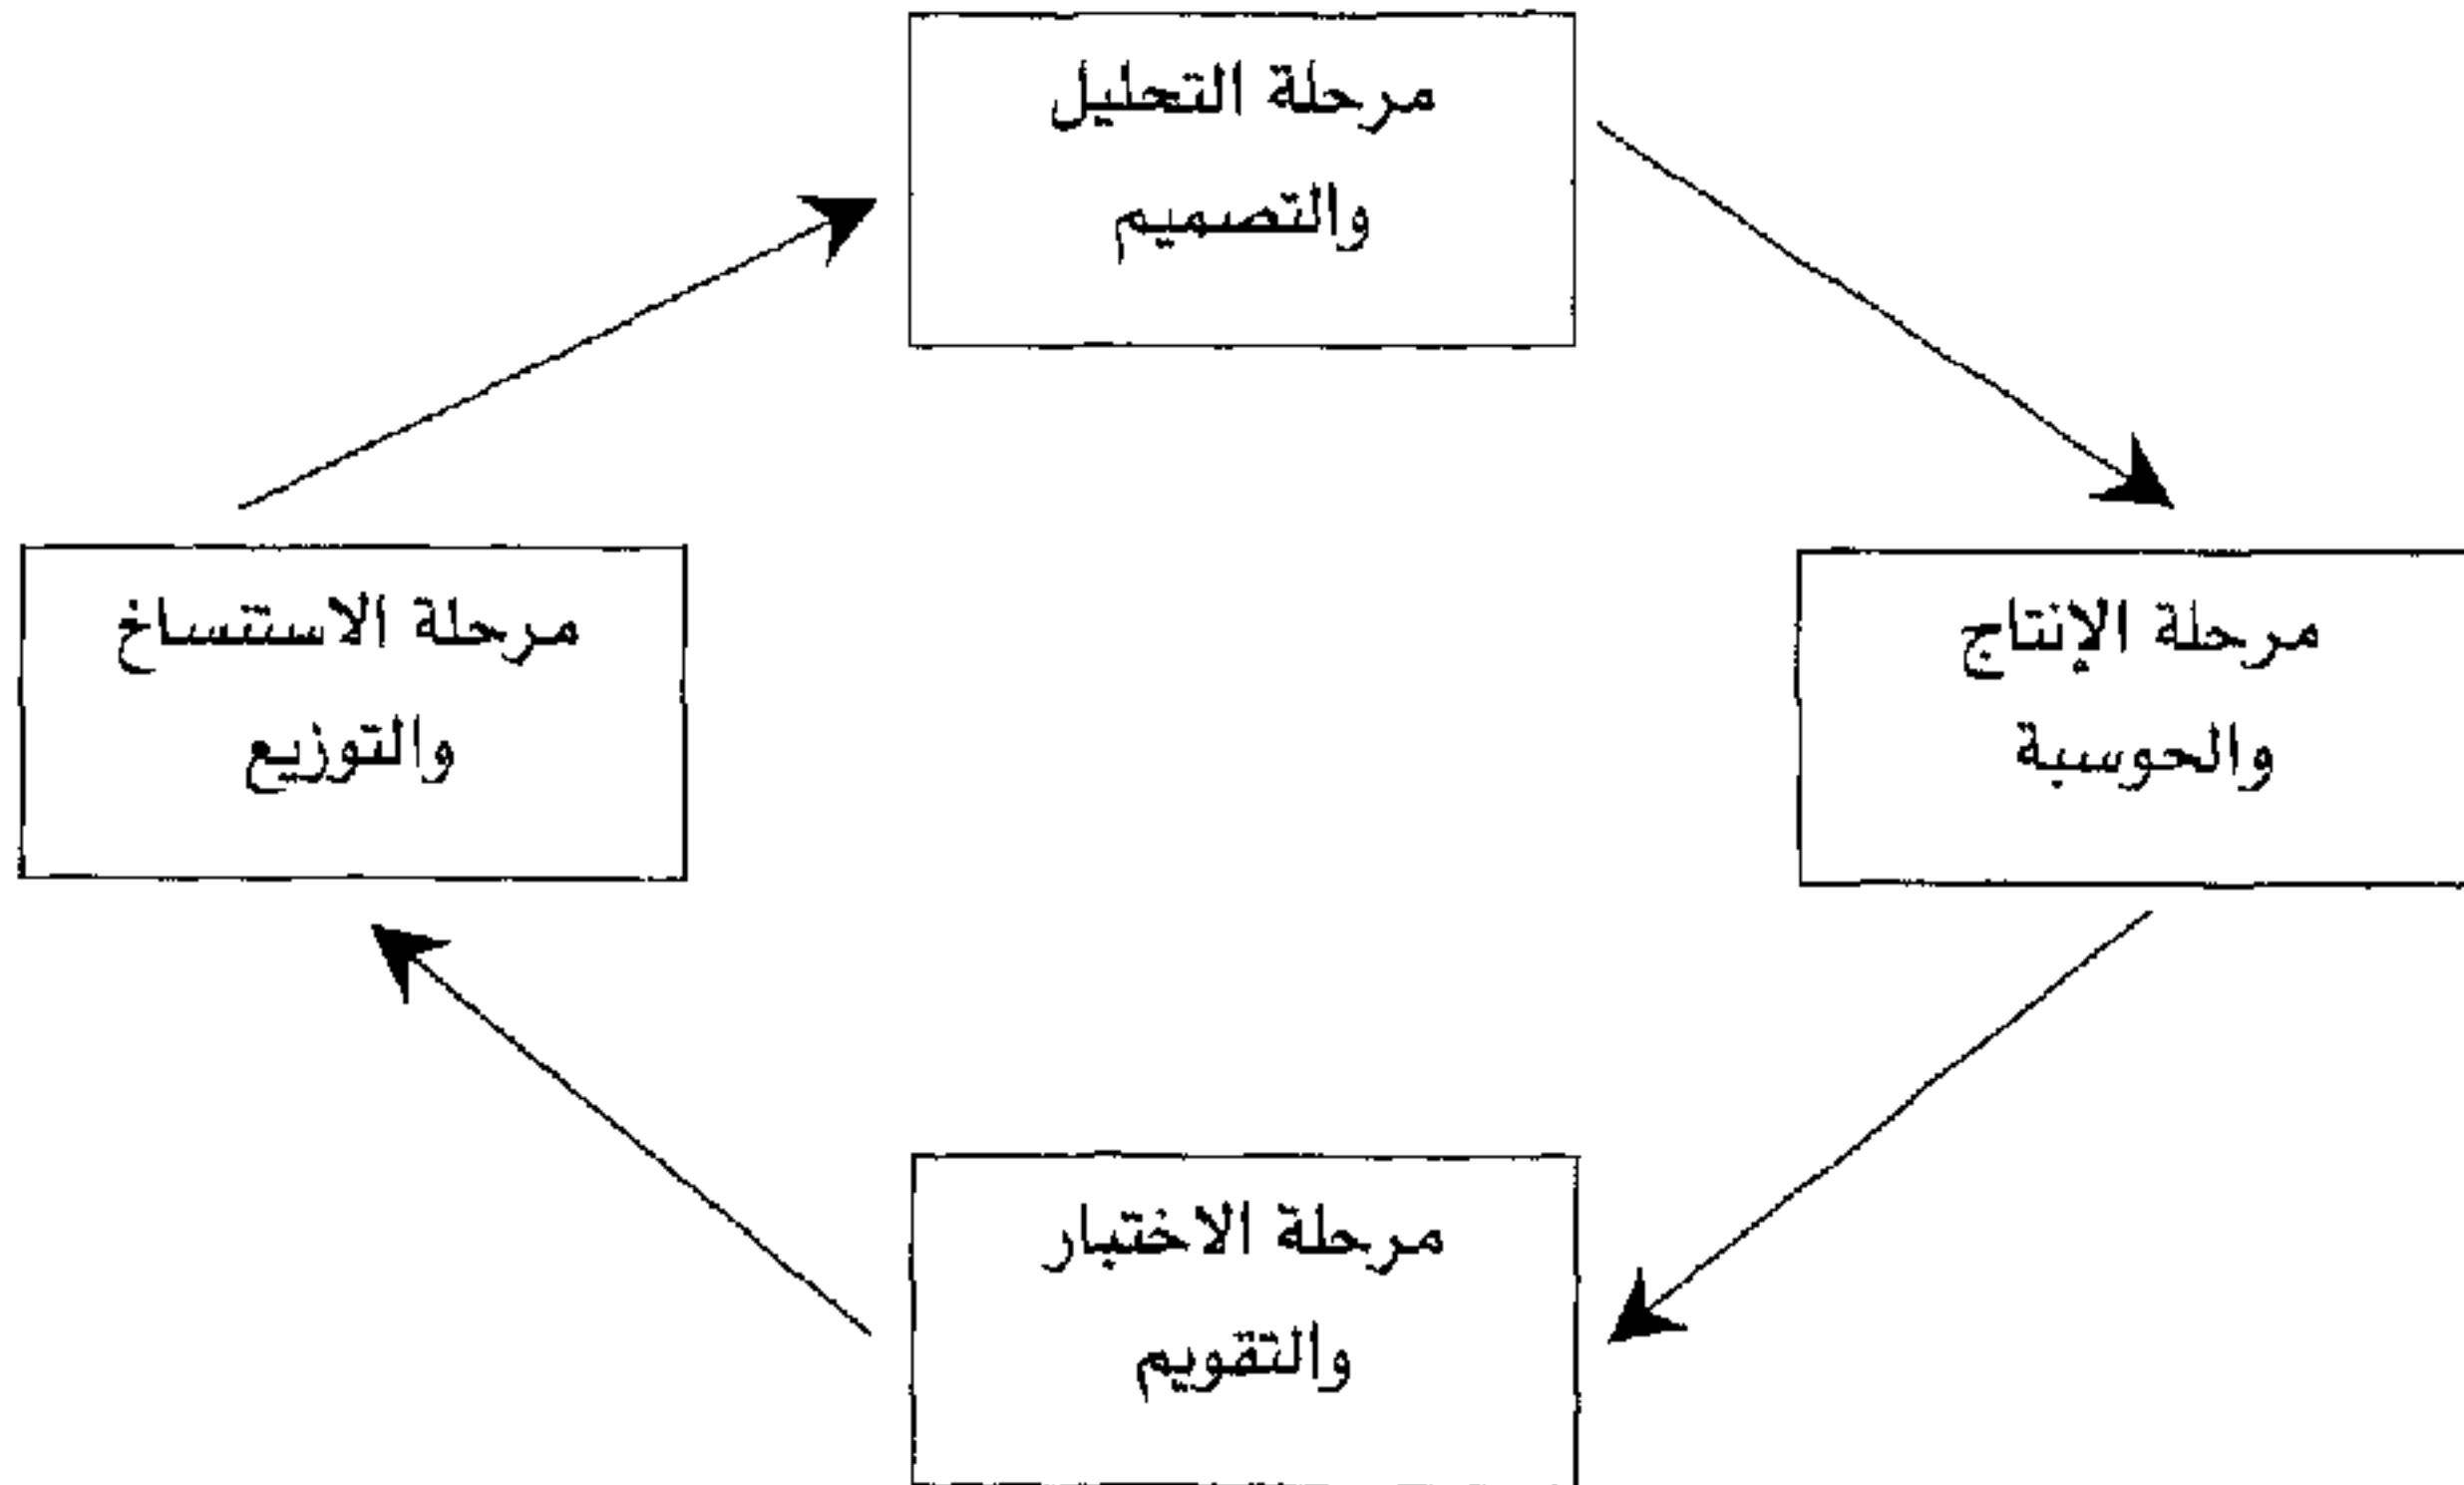 مرحلة التحليل
والتصميم
مرحلة الإنتاج
والحوسبة
مرحلة الاختبار
والتقويم
مرحلة الاستنساخ
والتوزيع